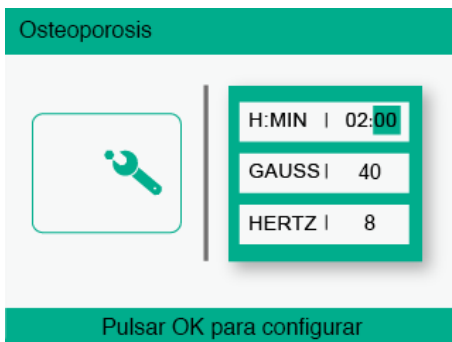 Osteoporosis
H:MIN | 02:00
GAUSS | 40
HERTZ | 8
Pulsar OK para configurar